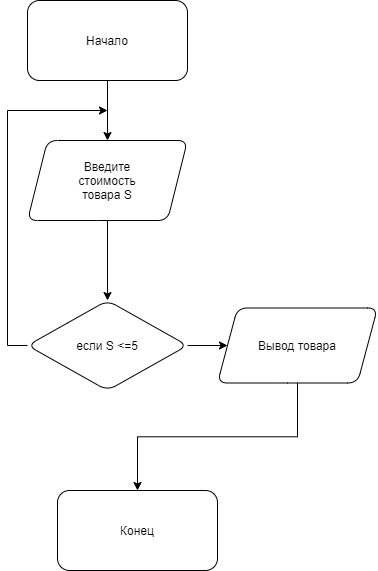 Начало
Введите
стоимость
товара S
если S <=5
Вывод товара
Конец